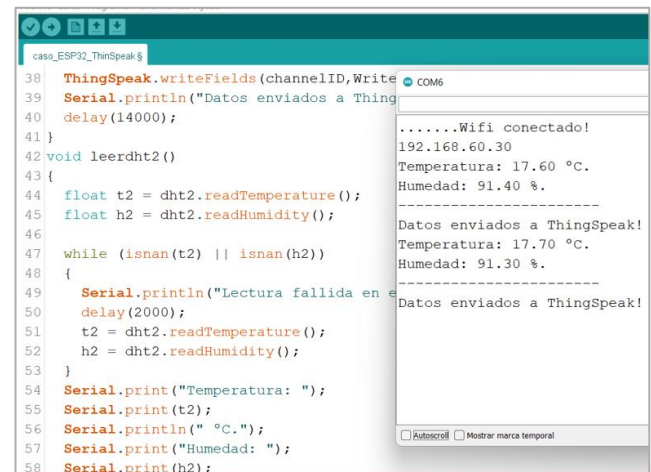 caso_ESP32_ThinSpeak §
38 ThingSpeak.writeFields(channelID,Write
39 Serial.println("Datos enviados a Thing
40 delay(14000);
41 }
42 void leerdht2()
43 {
44 float t2 = dht2.readTemperature();
45 float h2 = dht2.readHumidity();
46
47 while (isnan(t2) || isnan(h2))
48 {
49 Serial.println("Lectura fallida en e
50 delay(2000);
51 t2 = dht2.readTemperature();
52 h2 = dht2.readHumidity();
53 }
54 Serial.print("Temperatura: ");
55 Serial.print(t2);
56 Serial.println(" ºC.");
57 Serial.print("Humedad: ");
58 Serial.print(h2);
COM6
.......Wifi conectado!
192.168.60.30
Temperatura: 17.60 ºC.
Humedad: 91.40 %.
-----------------------
Datos enviados a ThingSpeak!
Temperatura: 17.70 ºC.
Humedad: 91.30 %.
-----------------------
Datos enviados a ThingSpeak!
Autoscroll Mostrar marca temporal